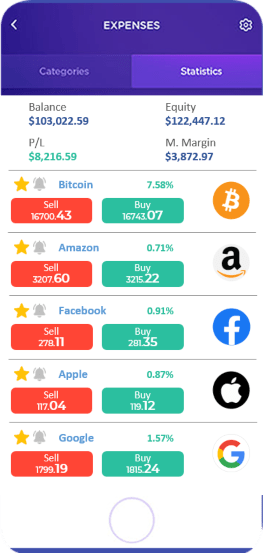 EXPENSES
Categories Statistics
Balance Equity
$103,022.59 $122,447.12
P/L M. Margin
$8,216.59 $3,872.97
Bitcoin 7.58%
Sell Buy
16700.43 16743.07
Amazon 0.71%
Sell Buy
3207.60 3215.22
Facebook 0.91%
Sell Buy
278.11 281.35
Apple 0.87%
Sell Buy
117.04 119.12
Google 1.57%
Sell Buy
1799.19 1815.24